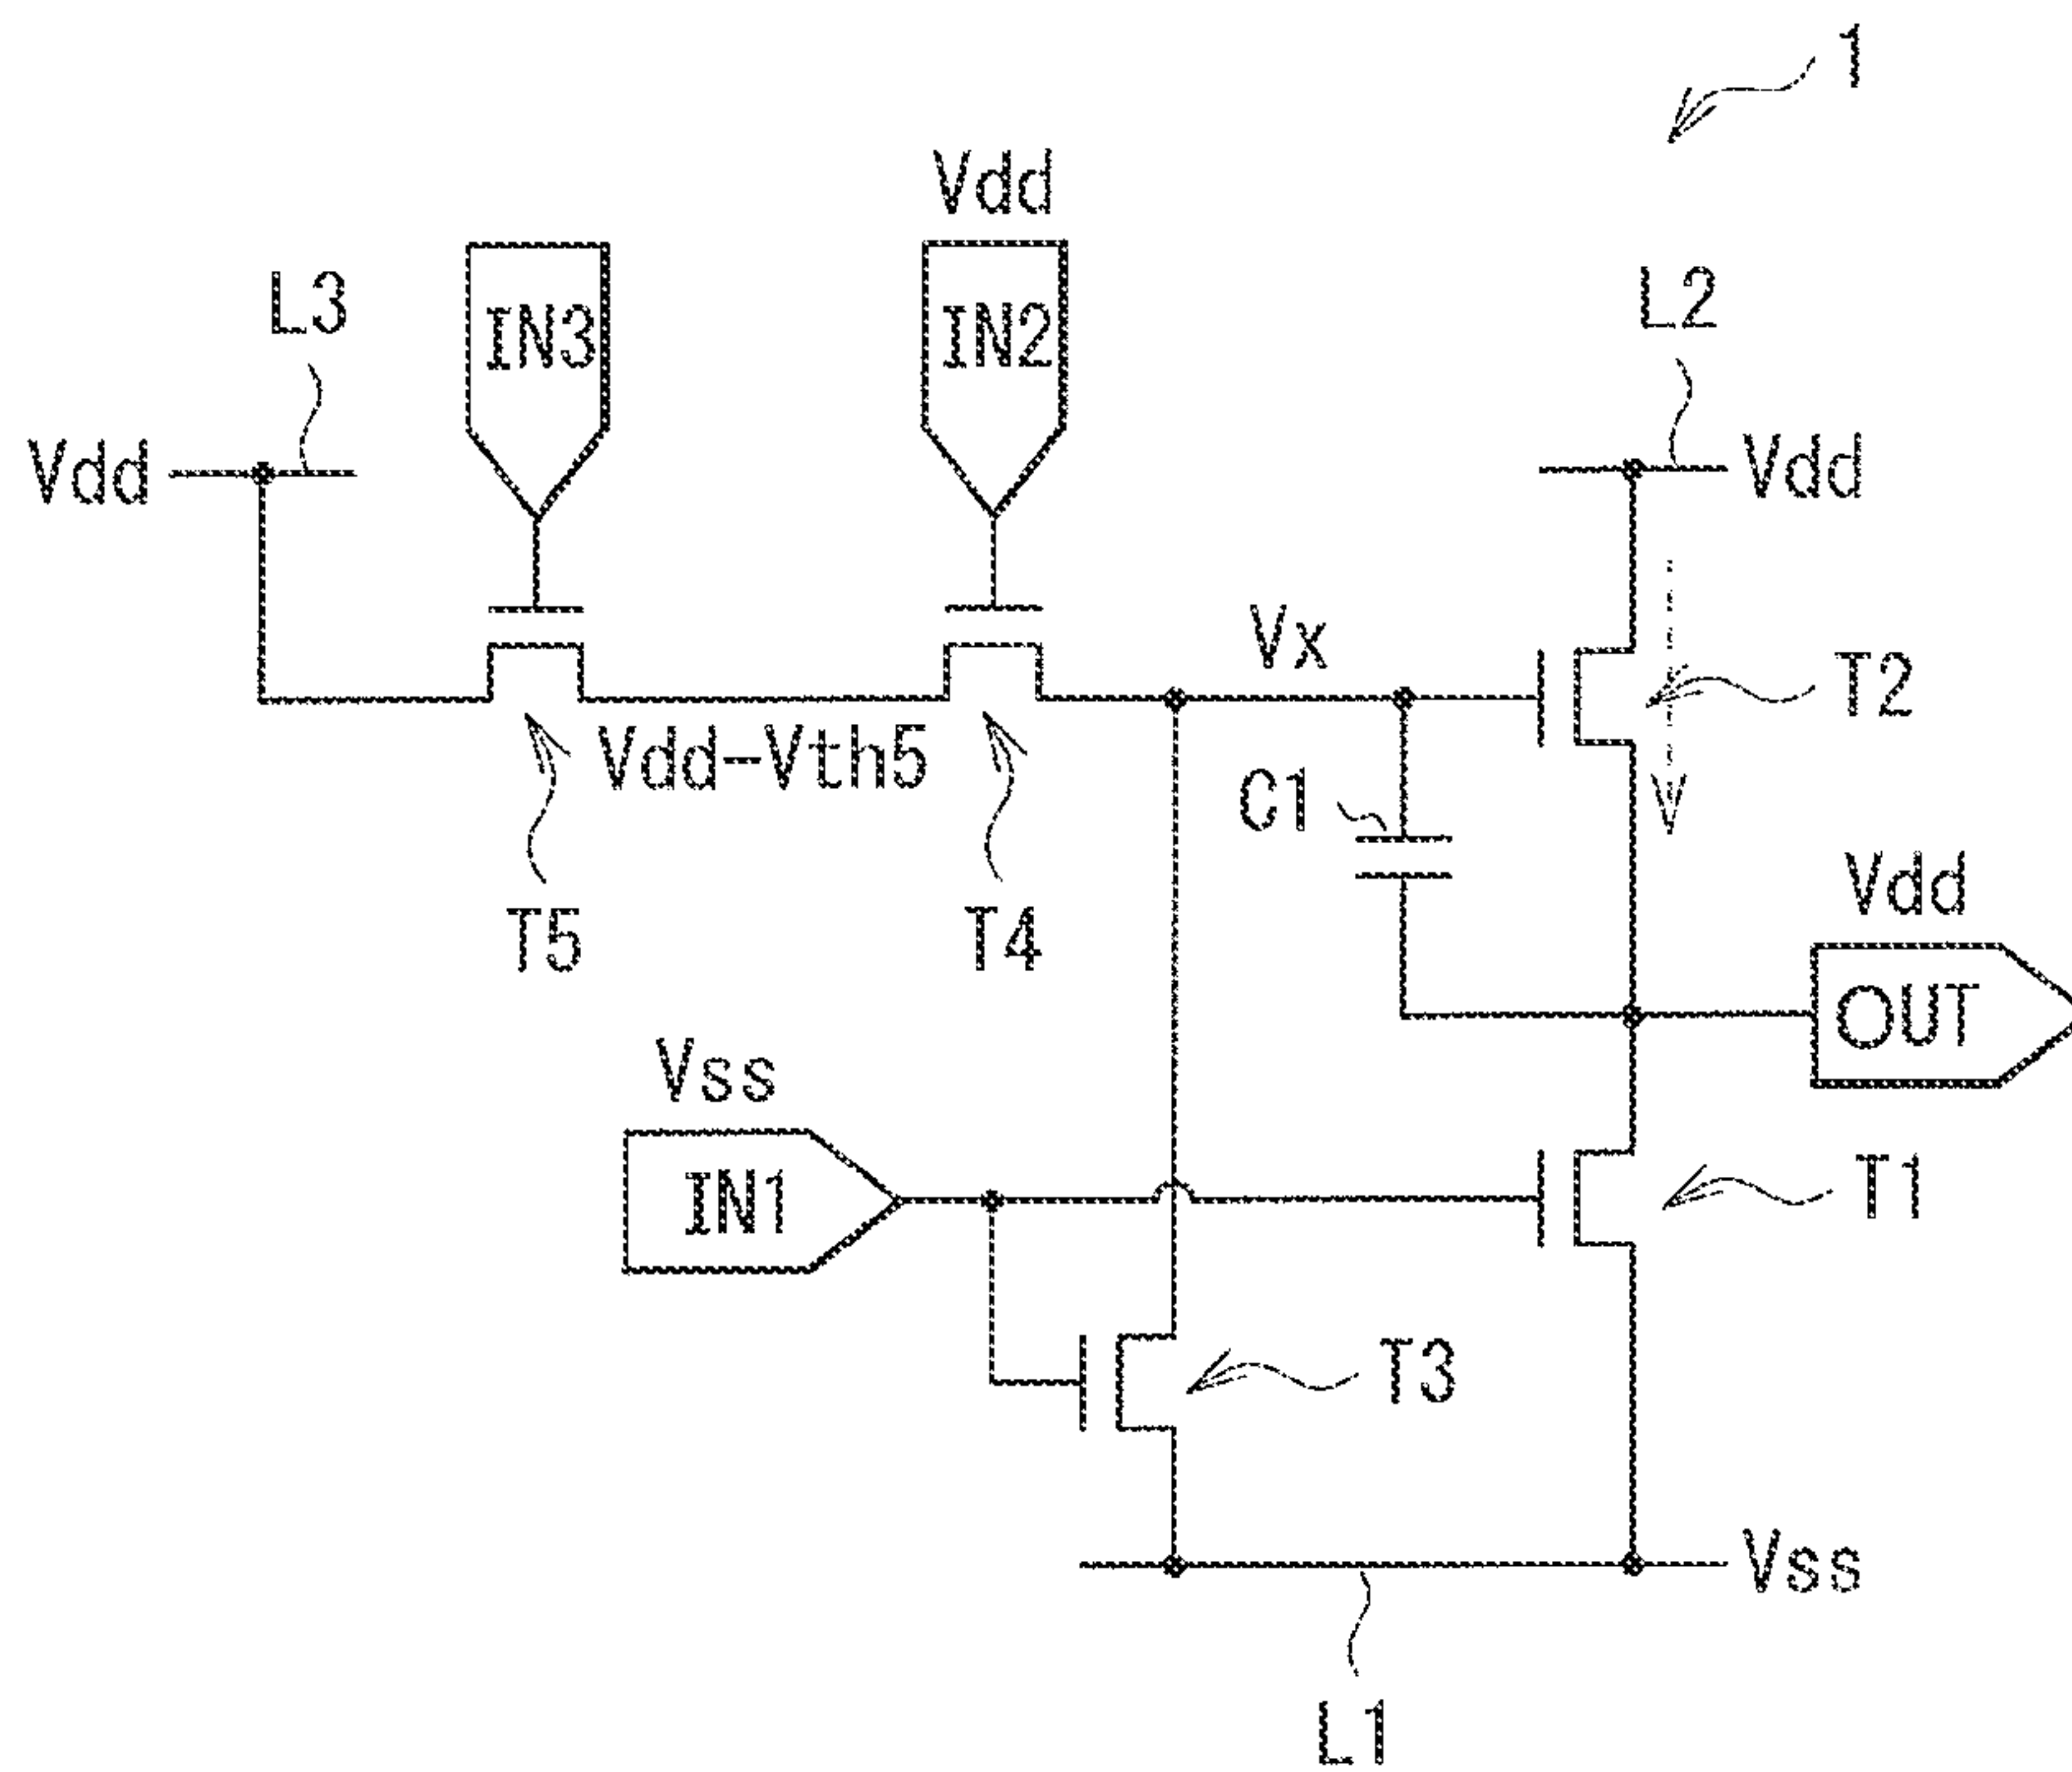 1
Vdd
L3
IN3
IN2
L2
Vdd
Vdd
Vx
T2
Vdd-Vth5
C1
T5
T4
Vdd
OUT
Vss
IN1
T1
T3
Vss
L1